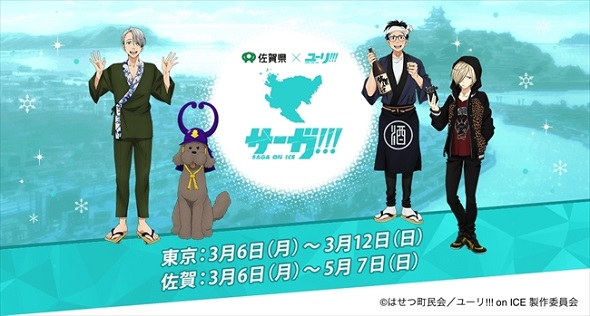 佐賀県 × ユーリ!!!
サーガ!!!
SAGA ON ICE
酒
東京：3月6日（月）～3月12日（日）
佐賀：3月6日（月）～5月 7日（日）
©はせつ町民会／ユーリ!!! on ICE 製作委員会